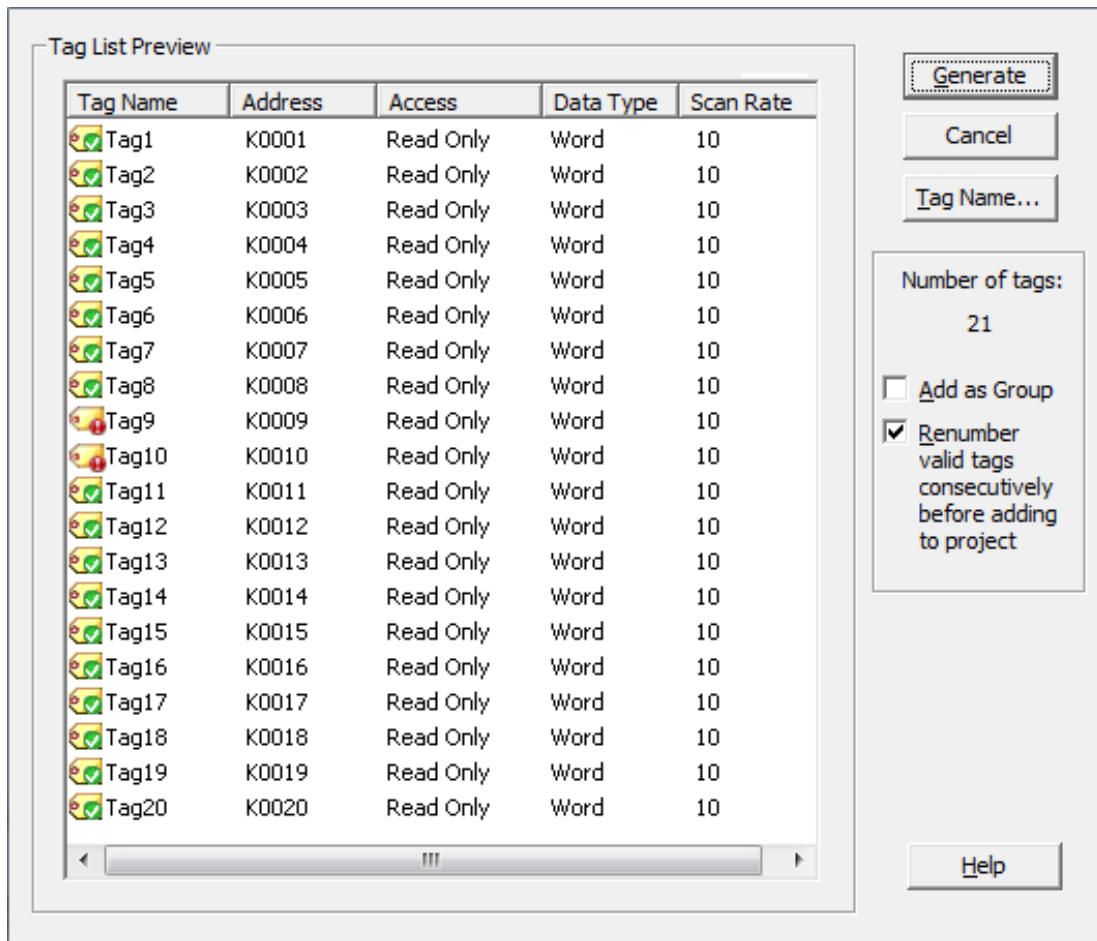 Tag List Preview
Tag Name Address Access Data Type Scan Rate
Tag1 K0001 Read Only Word 10
Tag2 K0002 Read Only Word 10
Tag3 K0003 Read Only Word 10
Tag4 K0004 Read Only Word 10
Tag5 K0005 Read Only Word 10
Tag6 K0006 Read Only Word 10
Tag7 K0007 Read Only Word 10
Tag8 K0008 Read Only Word 10
Tag9 K0009 Read Only Word 10
Tag10 K0010 Read Only Word 10
Tag11 K0011 Read Only Word 10
Tag12 K0012 Read Only Word 10
Tag13 K0013 Read Only Word 10
Tag14 K0014 Read Only Word 10
Tag15 K0015 Read Only Word 10
Tag16 K0016 Read Only Word 10
Tag17 K0017 Read Only Word 10
Tag18 K0018 Read Only Word 10
Tag19 K0019 Read Only Word 10
Tag20 K0020 Read Only Word 10
Generate
Cancel
Tag Name...
Number of tags:
21
Add as Group
Renumber
valid tags
consecutively
before adding
to project
Help